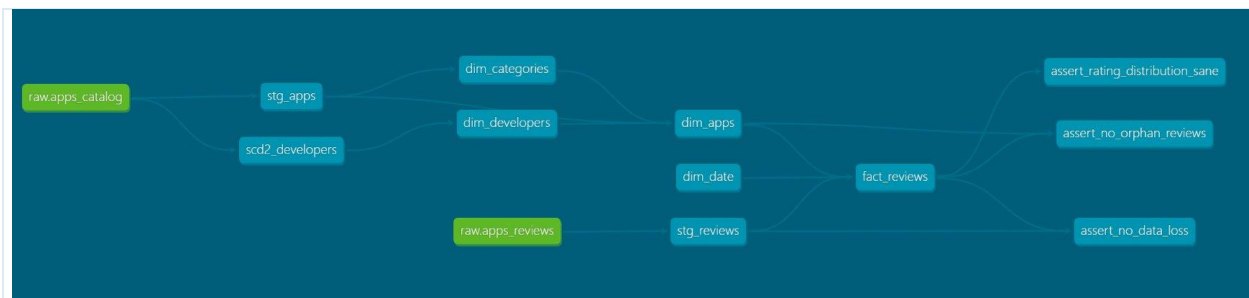 raw.apps_catalog
stg_apps
scd2_developers
dim_categories
dim_developers
raw.apps_reviews
dim_apps
dim_date
stg_reviews
fact_reviews
assert_rating_distribution_sane
assert_no_orphan_reviews
assert_no_data_loss